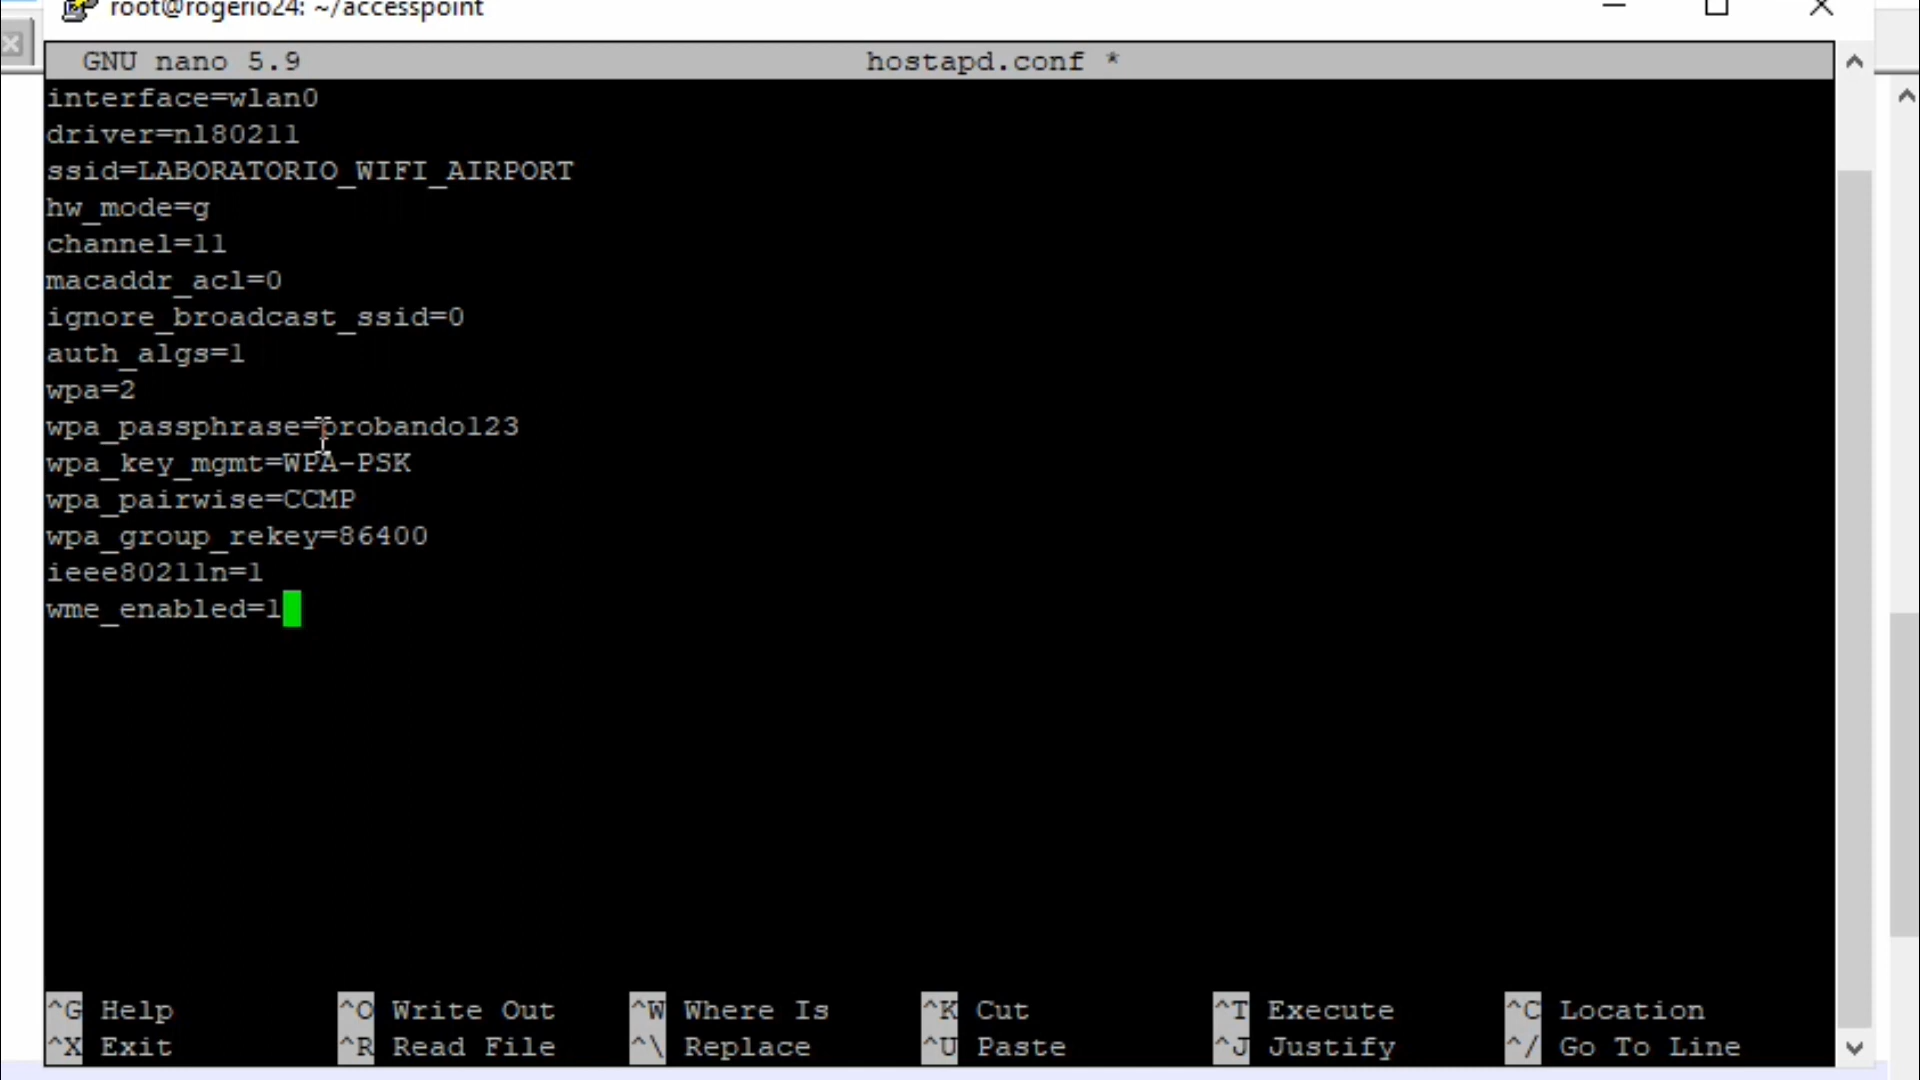 root@rogerio24: ~/accesspoint
GNU nano 5.9 hostapd.conf *
interface=wlan0
driver=nl80211
ssid=LABORATORIO_WIFI_AIRPORT
hw_mode=g
channel=11
macaddr_acl=0
ignore_broadcast_ssid=0
auth_algs=1
wpa=2
wpa_passphrase=probando123
wpa_key_mgmt=WPA-PSK
wpa_pairwise=CCMP
wpa_group_rekey=86400
ieee80211n=1
wme_enabled=1
^G Help ^O Write Out ^W Where Is ^K Cut ^T Execute ^C Location
^X Exit ^R Read File ^\ Replace ^U Paste ^J Justify ^/ Go To Line